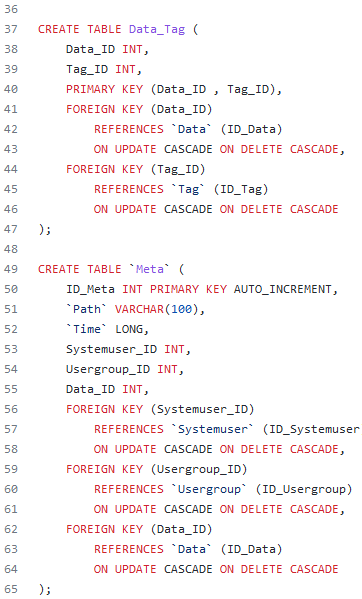 36
37 CREATE TABLE Data_Tag (
38 Data_ID INT,
39 Tag_ID INT,
40 PRIMARY KEY (Data_ID , Tag_ID),
41 FOREIGN KEY (Data_ID)
42 REFERENCES `Data` (ID_Data)
43 ON UPDATE CASCADE ON DELETE CASCADE,
44 FOREIGN KEY (Tag_ID)
45 REFERENCES `Tag` (ID_Tag)
46 ON UPDATE CASCADE ON DELETE CASCADE
47 );
48
49 CREATE TABLE `Meta` (
50 ID_Meta INT PRIMARY KEY AUTO_INCREMENT,
51 `Path` VARCHAR(100),
52 `Time` LONG,
53 Systemuser_ID INT,
54 Usergroup_ID INT,
55 Data_ID INT,
56 FOREIGN KEY (Systemuser_ID)
57 REFERENCES `Systemuser` (ID_Systemuser
58 ON UPDATE CASCADE ON DELETE CASCADE,
59 FOREIGN KEY (Usergroup_ID)
60 REFERENCES `Usergroup` (ID_Usergroup)
61 ON UPDATE CASCADE ON DELETE CASCADE,
62 FOREIGN KEY (Data_ID)
63 REFERENCES `Data` (ID_Data)
64 ON UPDATE CASCADE ON DELETE CASCADE
65 );